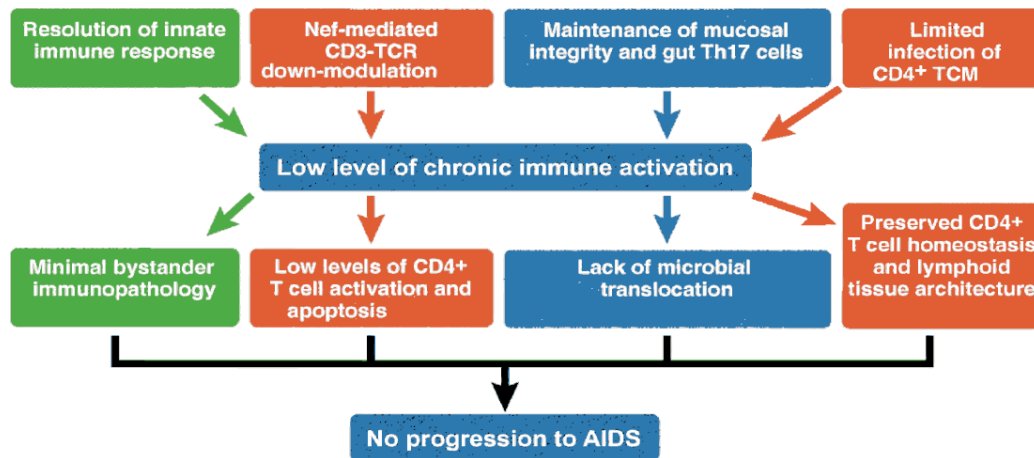 Resolution of innate
immune response
Nef-mediated
CD3-TCR
down-modulation
Maintenance of mucosal
integrity and gut Th17 cells
Limited
infection of
CD4+ TCM
Low level of chronic immune activation
Minimal bystander
immunopathology
Low levels of CD4+
T cell activation and
apoptosis
Lack of microbial
translocation
Preserved CD4+
T cell homeostasis
and lymphoid
tissue architecture
No progression to AIDS